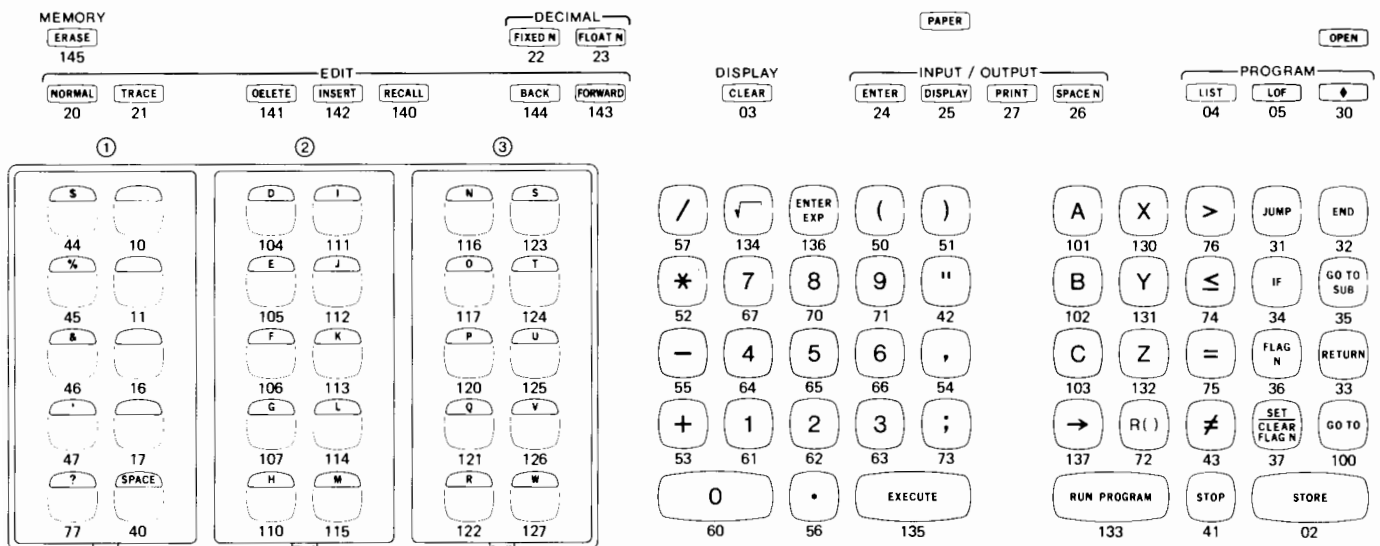 MEMORY DECIMAL PAPER
ERASE FIXED N FLOAT N OPEN
145 22 23
EDIT DISPLAY INPUT / OUTPUT PROGRAM
NORMAL TRACE DELETE INSERT RECALL BACK FORWARD CLEAR ENTER DISPLAY PRINT SPACE N LIST LOF ♦
20 21 141 142 140 144 143 03 24 25 27 26 04 05 30
① ② ③
$ D I N S / √ ENTER EXP ( ) A X > JUMP END
44 10 104 111 116 123 57 134 136 50 51 101 130 76 31 32
% E J O T * 7 8 9 " B Y ≤ IF GO TO SUB
45 11 105 112 117 124 52 67 70 71 42 102 131 74 34 35
& F K P U − 4 5 6 , C Z = FLAG N RETURN
46 16 106 113 120 125 55 64 65 66 54 103 132 75 36 33
' G L Q V + 1 2 3 ; → R( ) ≠ SET CLEAR FLAG N GO TO
47 17 107 114 121 126 53 61 62 63 73 137 72 43 37 100
? SPACE H M R W 0 . EXECUTE RUN PROGRAM STOP STORE
77 40 110 115 122 127 60 56 135 133 41 02